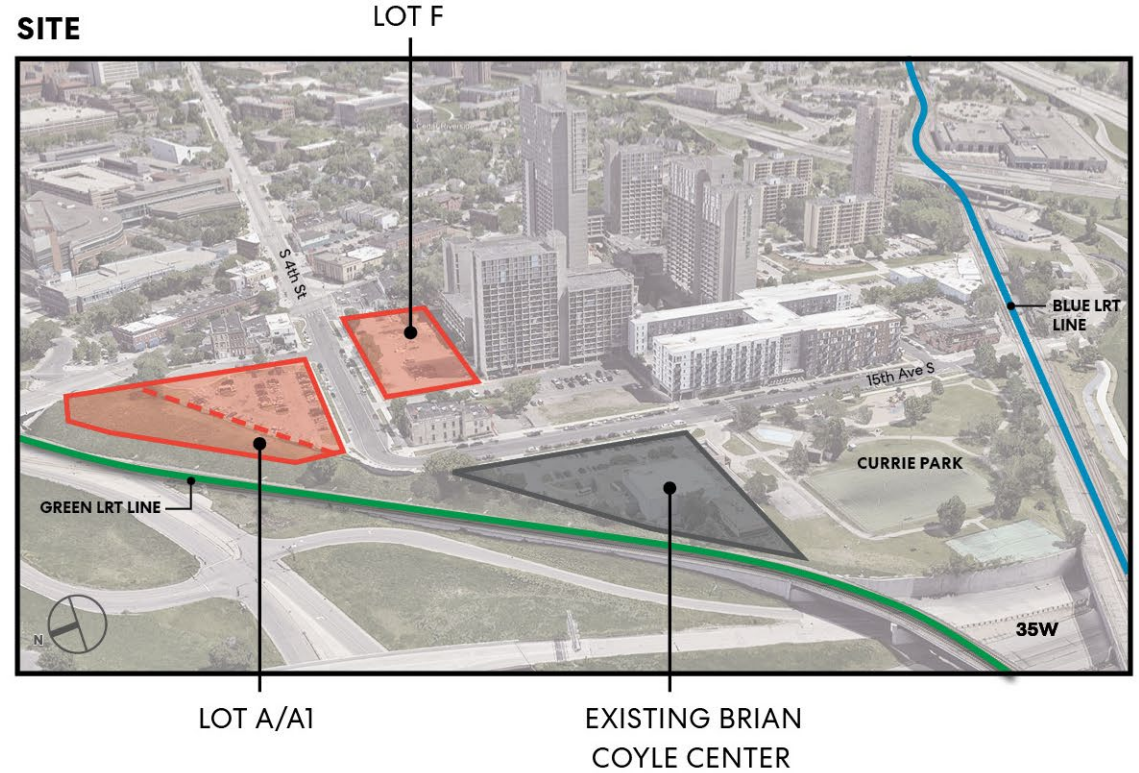 SITE
LOT F
S 4th St
BLUE LRT
LINE
15th Ave S
CURRIE PARK
GREEN LRT LINE
35W
N
LOT A/A1
EXISTING BRIAN
COYLE CENTER